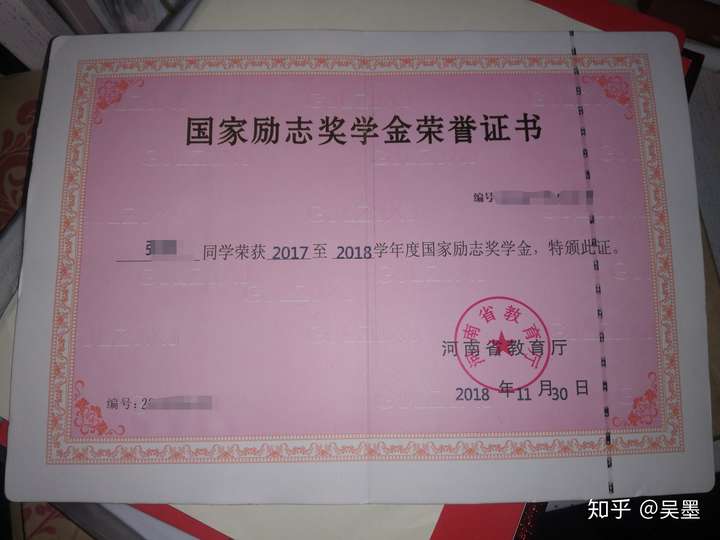 国家励志奖学金荣誉证书
编号
同学荣获 2017 至 2018 学年度国家励志奖学金，特颁此证。
河南省教育厅
河南省教育厅
2018 年 11 月 30 日
编号：2
知乎 @吴墨